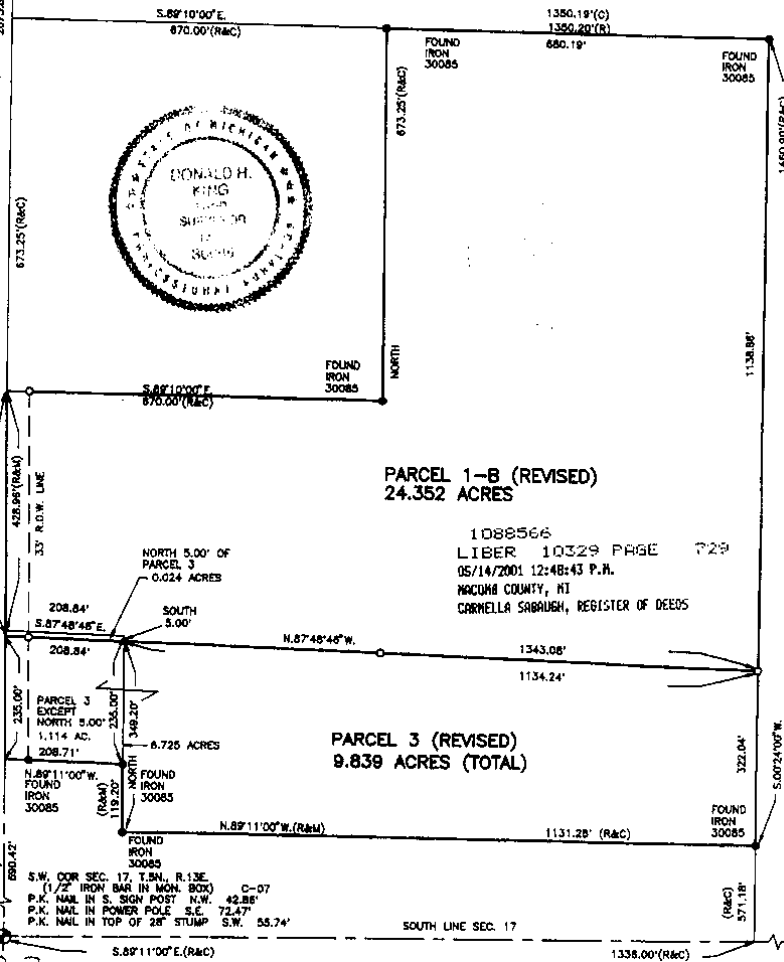 S.89°10'00"E.
670.00'(R&C)
1350.19'(C)
1350.20'(R)
680.19'
FOUND
IRON
30085
FOUND
IRON
30085
673.25'(R&C)
673.25'(R&C)
1138.86'
STATE OF MICHIGAN
DONALD H.
KING
PROFESSIONAL
FOUND
IRON
30085
NORTH
S.89°10'00"E.
670.00'(R&C)
428.96'(R&M)
33' R.O.W. LINE
PARCEL 1-B (REVISED)
24.352 ACRES
1088566
LIBER 10329 PAGE 729
05/14/2001 12:48:43 P.M.
MACOMB COUNTY, MI
CARMELLA SABAUGH, REGISTER OF DEEDS
NORTH 5.00' OF
PARCEL 3
0.024 ACRES
208.84'
S.87°48'48"E.
208.84'
SOUTH
5.00'
N.87°48'48"W.
1343.08'
1134.24'
235.00'
PARCEL 3
EXCEPT
NORTH 5.00'
1.114 AC.
208.71'
235.00'
349.20'
8.725 ACRES
PARCEL 3 (REVISED)
9.839 ACRES (TOTAL)
322.04'
S.00°24'00"W.
N.89°11'00"W.
(R&M)
119.20'
NORTH
FOUND
IRON
30085
FOUND
IRON
30085
N.89°11'00"W.(R&M)
1131.28' (R&C)
FOUND
IRON
30085
FOUND
IRON
30085
690.42'
S.W. COR SEC. 17, T.5N., R.13E.
(1/2" IRON BAR IN MON. BOX) C-07
P.K. NAIL IN S. SIGN POST N.W. 42.86'
P.K. NAIL IN POWER POLE S.E. 72.47'
P.K. NAIL IN TOP OF 28" STUMP S.W. 55.74'
(R&C)
571.18'
SOUTH LINE SEC. 17
S.89°11'00"E.(R&C)
1338.00'(R&C)